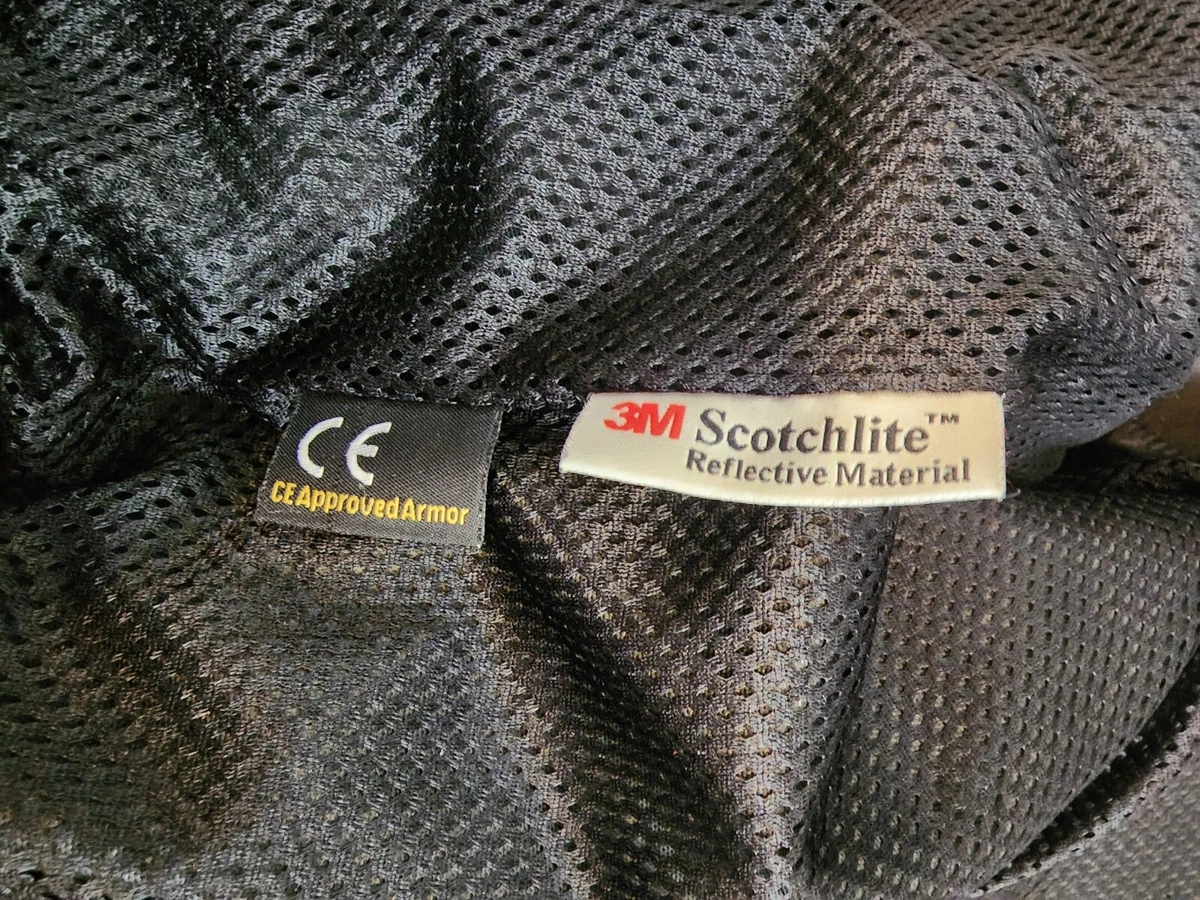 CE
CE Approved Armor
3M Scotchlite™
Reflective Material